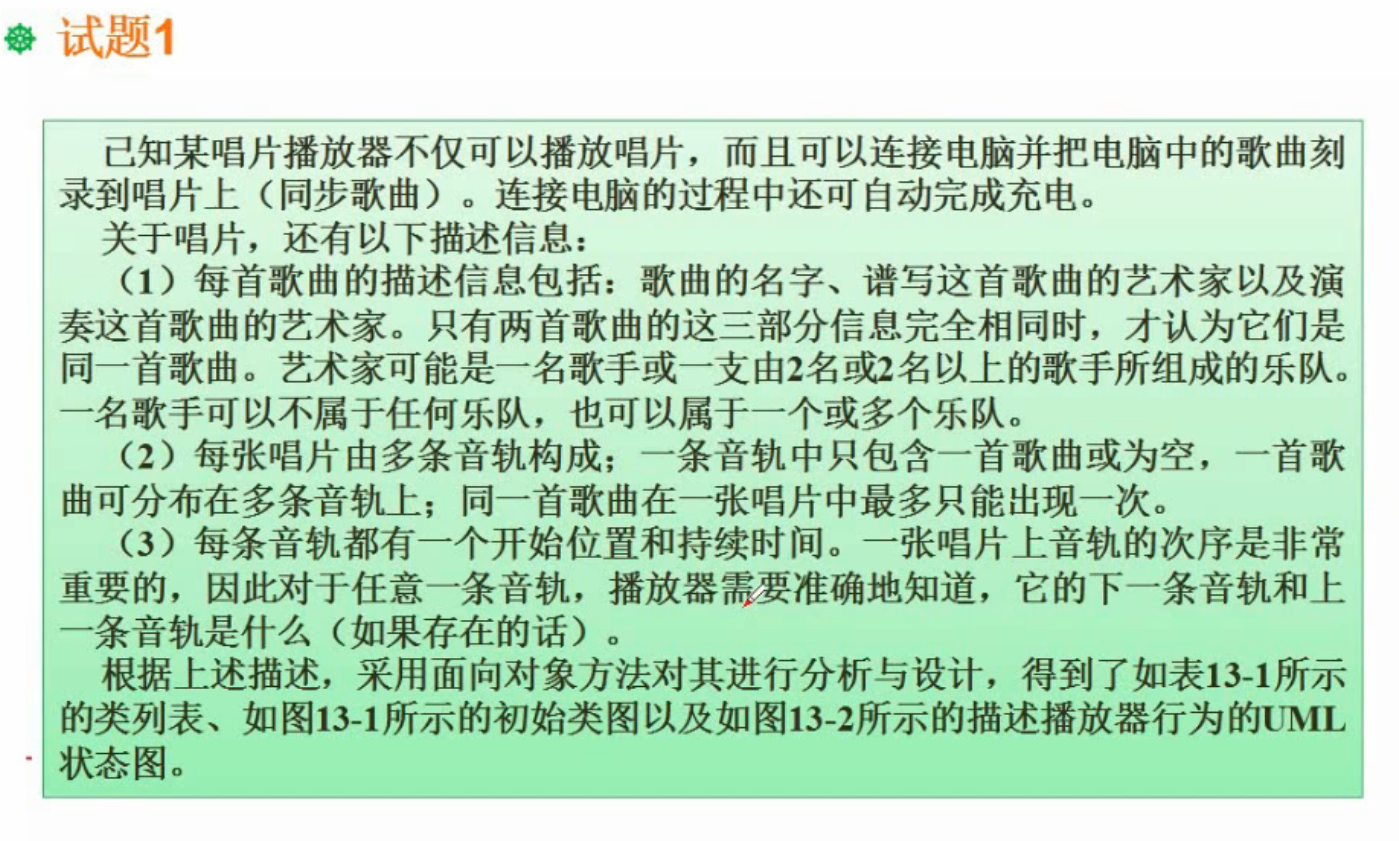 试题1
已知某唱片播放器不仅可以播放唱片，而且可以连接电脑并把电脑中的歌曲刻
录到唱片上（同步歌曲）。连接电脑的过程中还可自动完成充电。
关于唱片，还有以下描述信息：
（1）每首歌曲的描述信息包括：歌曲的名字、谱写这首歌曲的艺术家以及演
奏这首歌曲的艺术家。只有两首歌曲的这三部分信息完全相同时，才认为它们是
同一首歌曲。艺术家可能是一名歌手或一支由2名或2名以上的歌手所组成的乐队。
一名歌手可以不属于任何乐队，也可以属于一个或多个乐队。
（2）每张唱片由多条音轨构成；一条音轨中只包含一首歌曲或为空，一首歌
曲可分布在多条音轨上；同一首歌曲在一张唱片中最多只能出现一次。
（3）每条音轨都有一个开始位置和持续时间。一张唱片上音轨的次序是非常
重要的，因此对于任意一条音轨，播放器需要准确地知道，它的下一条音轨和上
一条音轨是什么（如果存在的话）。
根据上述描述，采用面向对象方法对其进行分析与设计，得到了如表13-1所示
的类列表、如图13-1所示的初始类图以及如图13-2所示的描述播放器行为的UML
状态图。